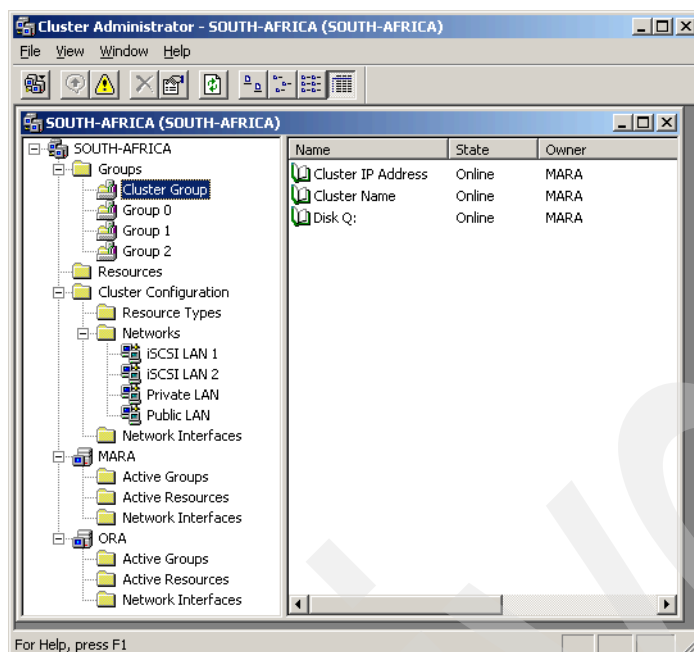 Cluster Administrator - SOUTH-AFRICA (SOUTH-AFRICA)
File View Window Help
SOUTH-AFRICA (SOUTH-AFRICA)
SOUTH-AFRICA
Groups
Cluster Group
Group 0
Group 1
Group 2
Resources
Cluster Configuration
Resource Types
Networks
iSCSI LAN 1
iSCSI LAN 2
Private LAN
Public LAN
Network Interfaces
MARA
Active Groups
Active Resources
Network Interfaces
ORA
Active Groups
Active Resources
Network Interfaces
Name State Owner
Cluster IP Address Online MARA
Cluster Name Online MARA
Disk Q: Online MARA
For Help, press F1